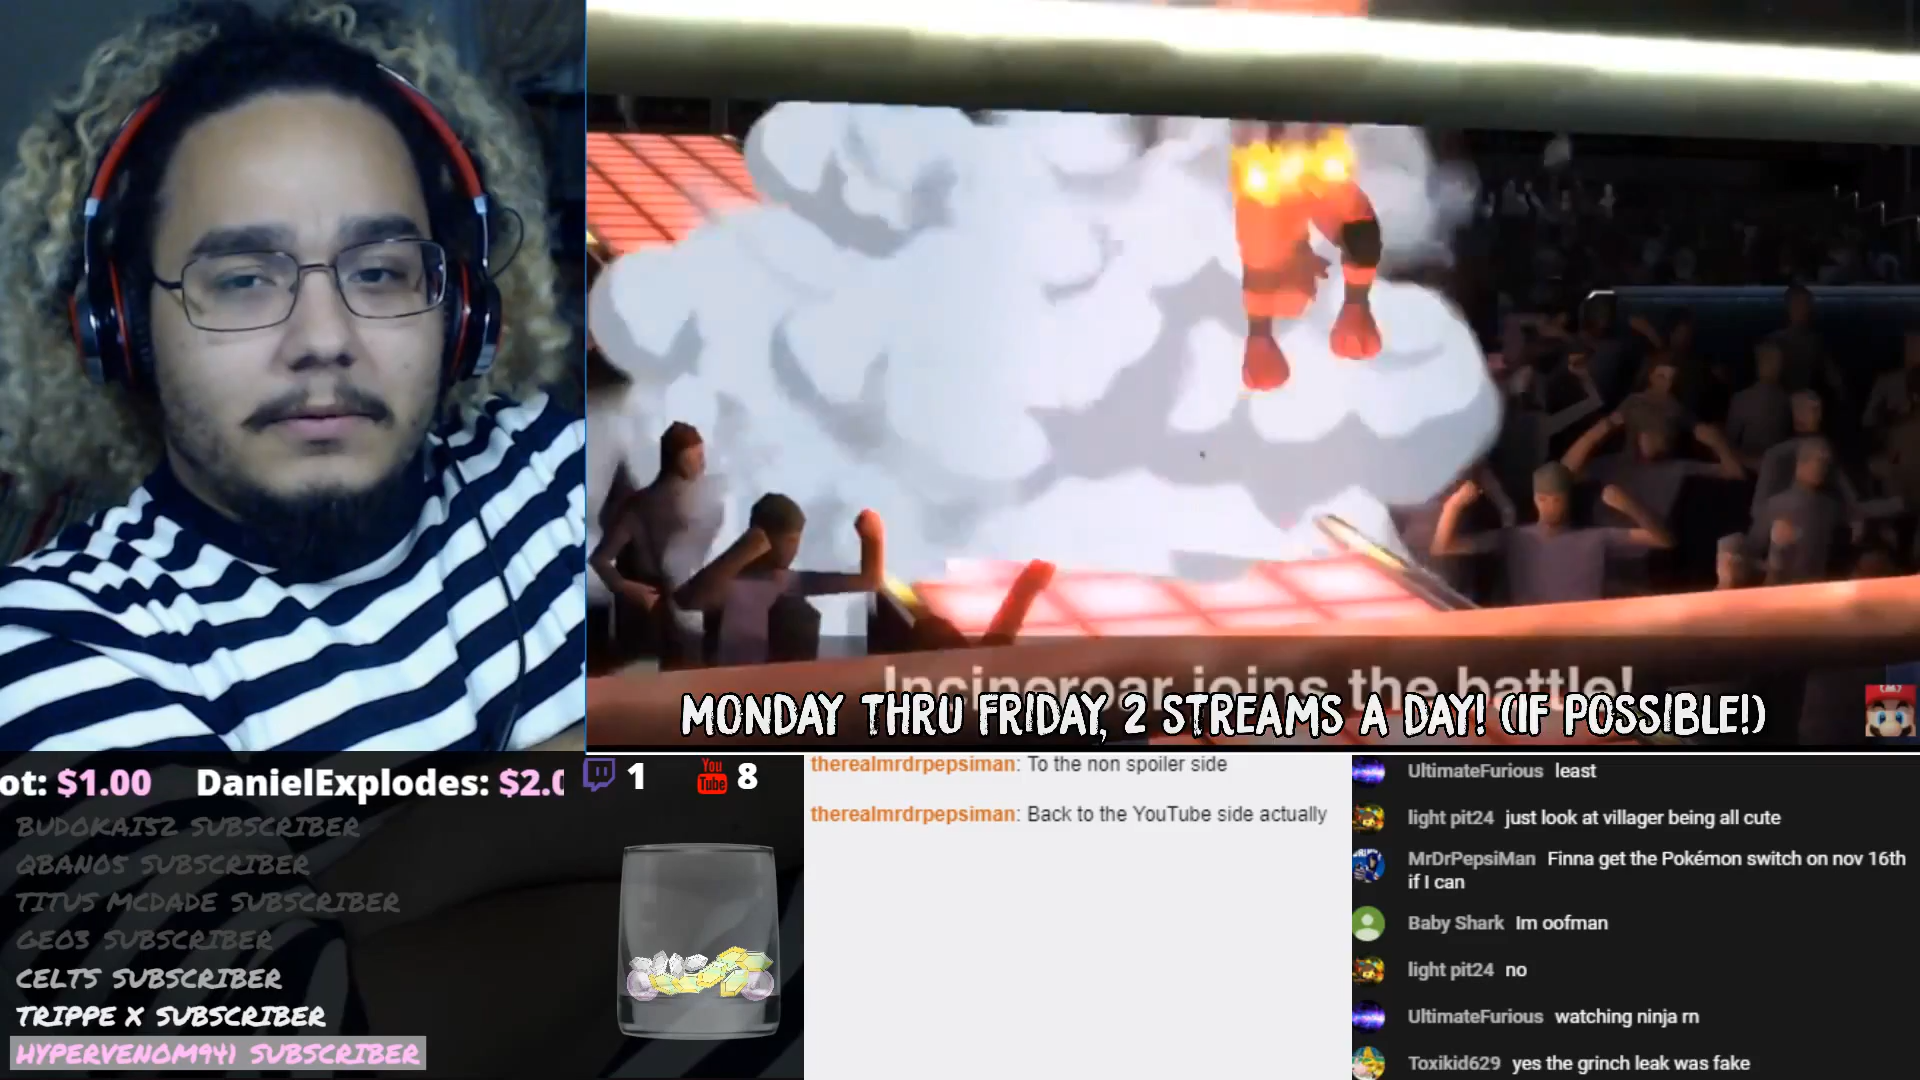 Incineroar joins the battle!
MONDAY THRU FRIDAY, 2 STREAMS A DAY! (IF POSSIBLE!)
ot: $1.00 DanielExplodes: $2.0
1
You
Tube
8
BUDOKAI52 SUBSCRIBER
QBANO5 SUBSCRIBER
TITUS MCDADE SUBSCRIBER
GEO3 SUBSCRIBER
CELTS SUBSCRIBER
TRIPPE X SUBSCRIBER
HYPERVENOM941 SUBSCRIBER
therealmrdrpepsiman: To the non spoiler side
therealmrdrpepsiman: Back to the YouTube side actually
UltimateFurious least
light pit24 just look at villager being all cute
MrDrPepsiMan Finna get the Pokémon switch on nov 16th
if I can
Baby Shark Im oofman
light pit24 no
UltimateFurious watching ninja rn
Toxikid629 yes the grinch leak was fake